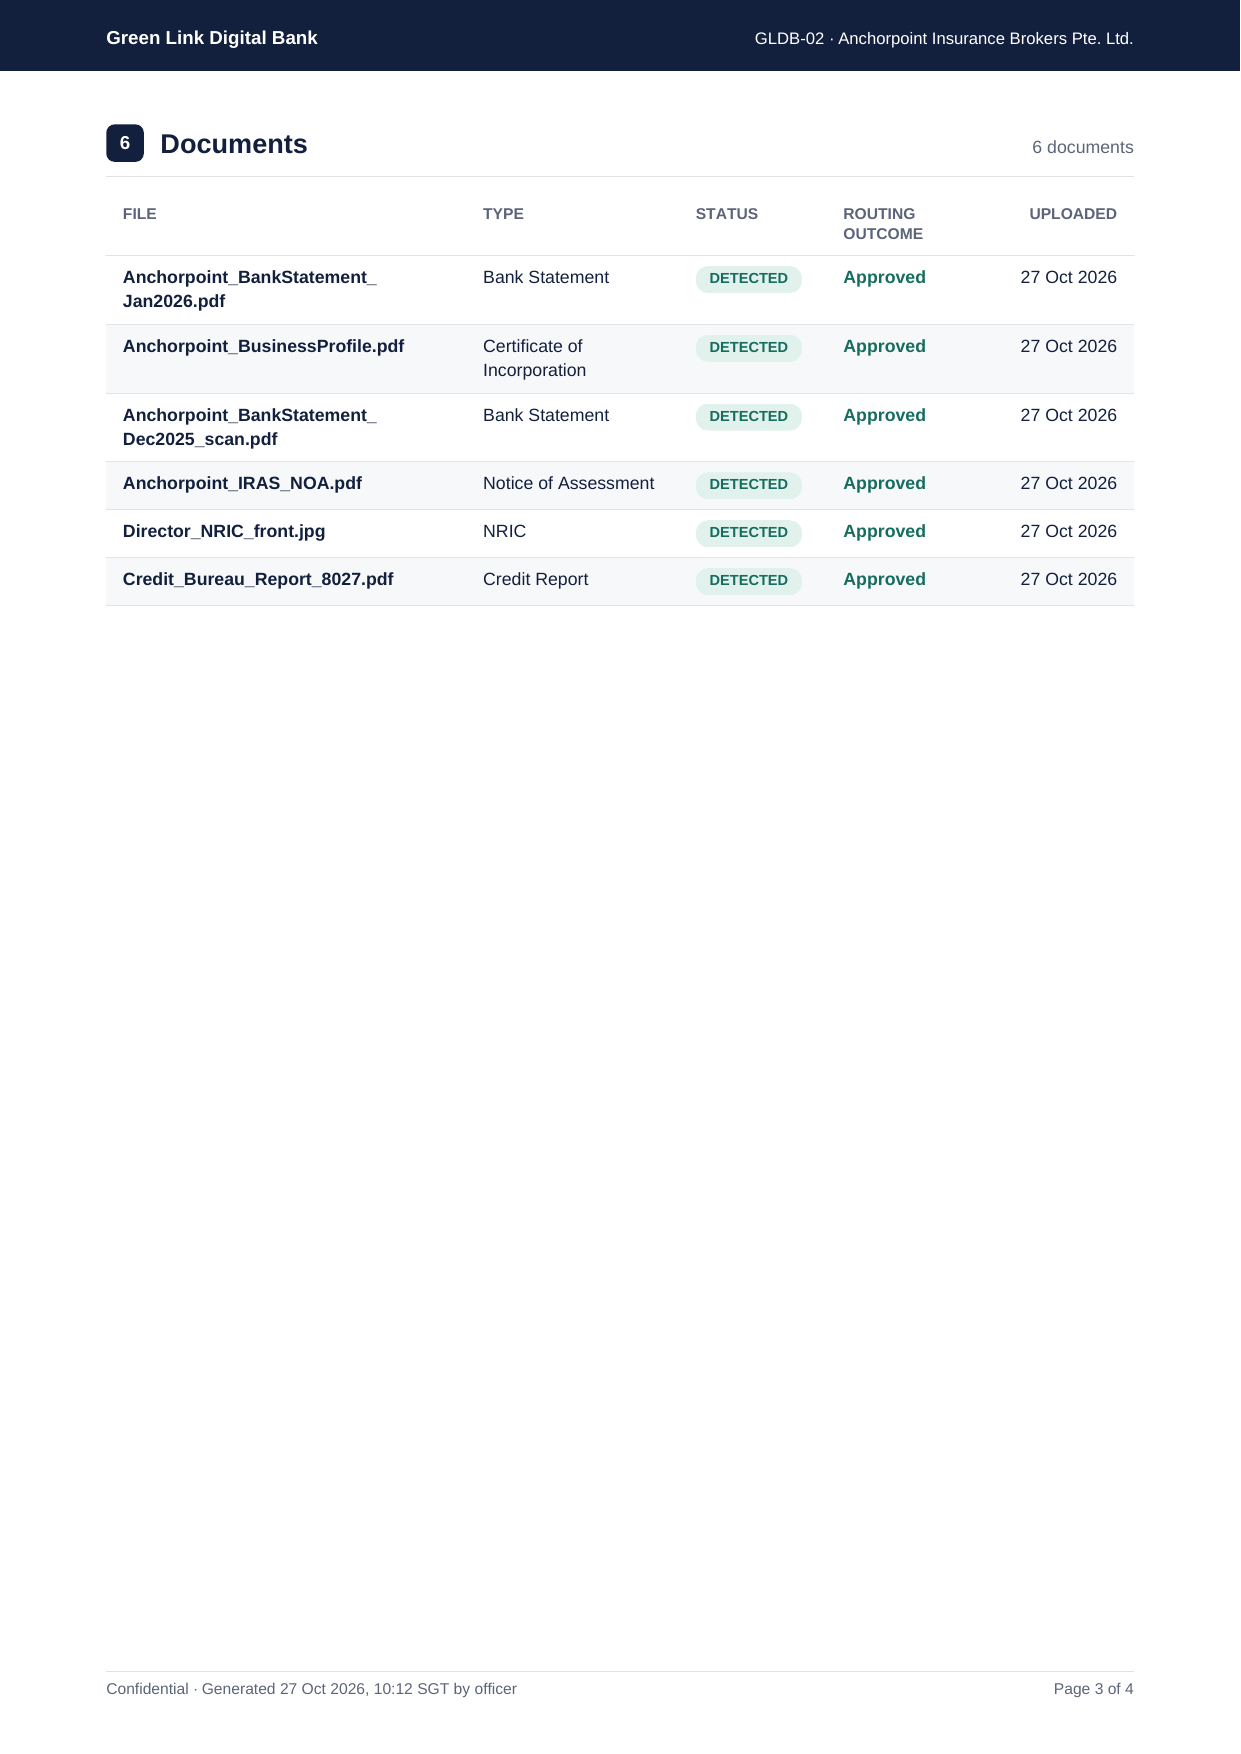 Green Link Digital Bank
GLDB-02 · Anchorpoint Insurance Brokers Pte. Ltd.
6 Documents
6 documents
FILE TYPE STATUS ROUTING OUTCOME UPLOADED
Anchorpoint_BankStatement_Jan2026.pdf Bank Statement DETECTED Approved 27 Oct 2026
Anchorpoint_BusinessProfile.pdf Certificate of Incorporation DETECTED Approved 27 Oct 2026
Anchorpoint_BankStatement_Dec2025_scan.pdf Bank Statement DETECTED Approved 27 Oct 2026
Anchorpoint_IRAS_NOA.pdf Notice of Assessment DETECTED Approved 27 Oct 2026
Director_NRIC_front.jpg NRIC DETECTED Approved 27 Oct 2026
Credit_Bureau_Report_8027.pdf Credit Report DETECTED Approved 27 Oct 2026
Confidential · Generated 27 Oct 2026, 10:12 SGT by officer
Page 3 of 4